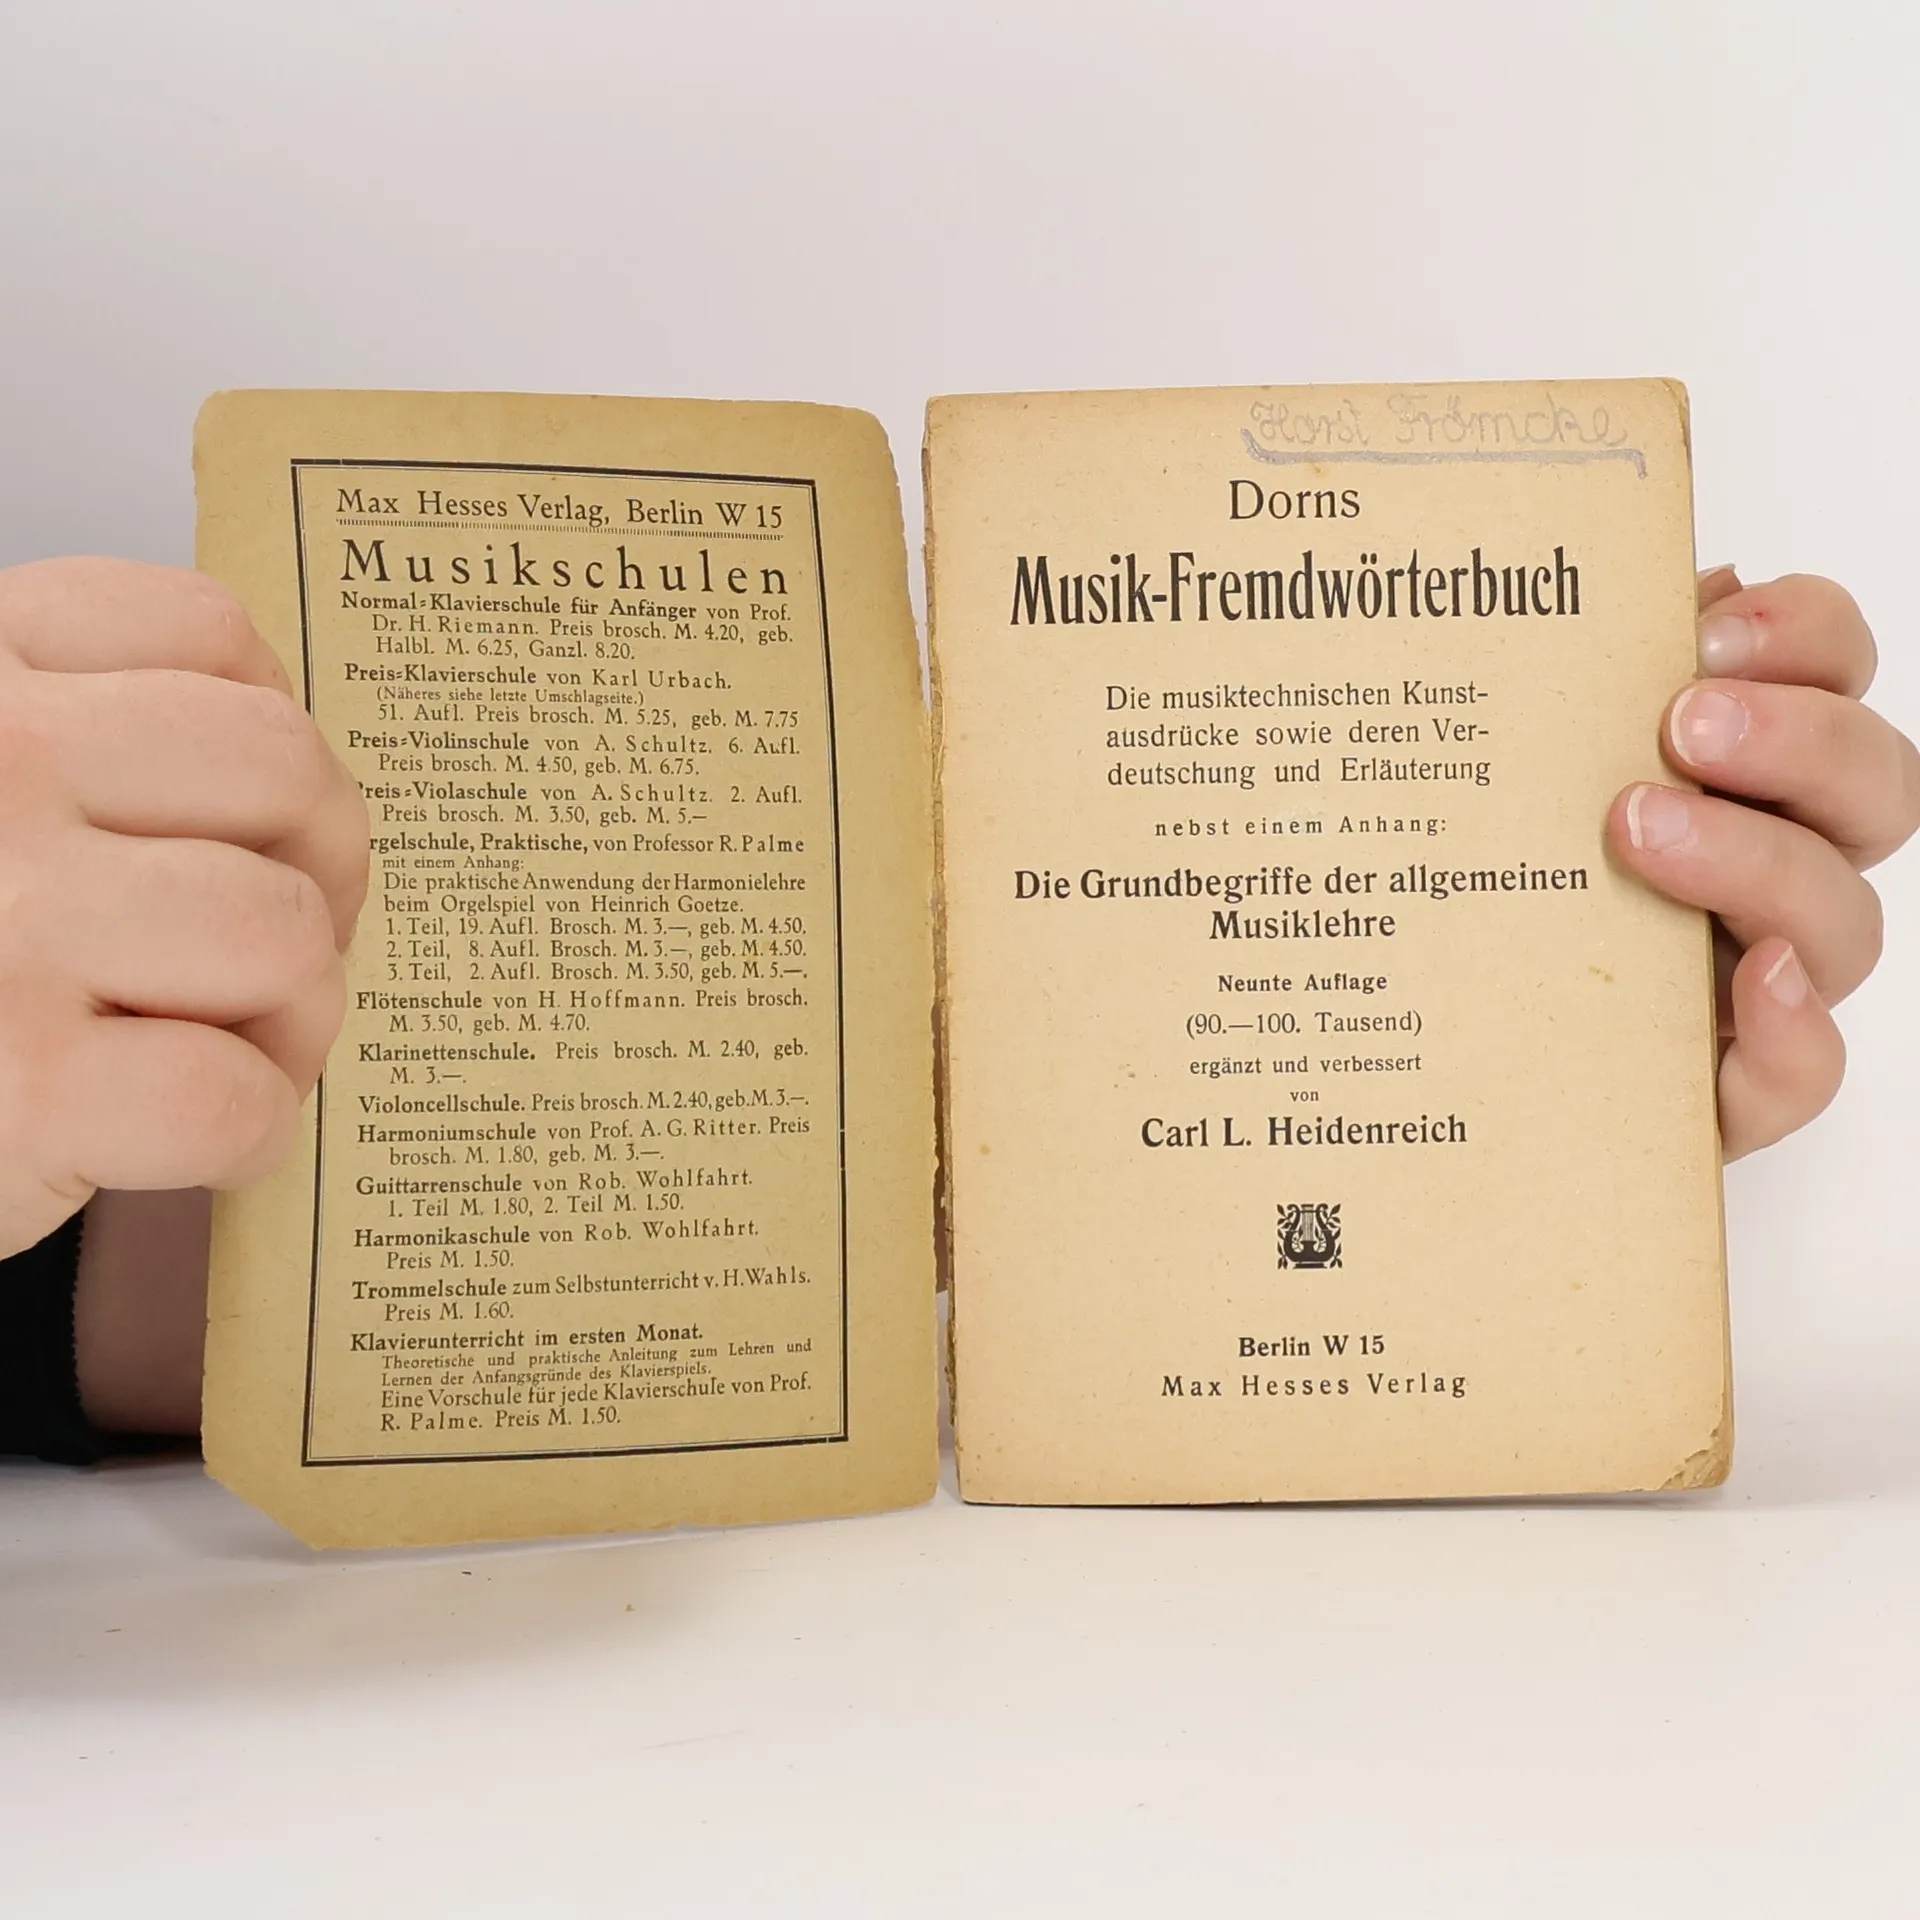 Max Hesses Verlag, Berlin W 15
Musikschulen
Normal=Klavierschule für Anfänger von Prof.
Dr. H. Riemann. Preis brosch. M. 4.20, geb.
Halbl. M. 6.25, Ganzl. 8.20.
Preis=Klavierschule von Karl Urbach.
(Näheres siehe letzte Umschlagseite.)
51. Aufl. Preis brosch. M. 5.25, geb. M. 7.75
Preis=Violinschule von A. Schultz. 6. Aufl.
Preis brosch. M. 4.50, geb. M. 6.75.
reis=Violaschule von A. Schultz. 2. Aufl.
Preis brosch. M. 3.50, geb. M. 5.—
rgelschule, Praktische, von Professor R. Palme
mit einem Anhang:
Die praktische Anwendung der Harmonielehre
beim Orgelspiel von Heinrich Goetze.
1. Teil, 19. Aufl. Brosch. M. 3.—, geb. M. 4.50.
2. Teil, 8. Aufl. Brosch. M. 3.—, geb. M. 4.50.
3. Teil, 2. Aufl. Brosch. M. 3.50, geb. M. 5.—.
Flötenschule von H. Hoffmann. Preis brosch.
M. 3.50, geb. M. 4.70.
Klarinettenschule. Preis brosch. M. 2.40, geb.
M. 3.—.
Violoncellschule. Preis brosch. M. 2.40, geb. M. 3.—.
Harmoniumschule von Prof. A. G. Ritter. Preis
brosch. M. 1.80, geb. M. 3.—.
Guittarrenschule von Rob. Wohlfahrt.
1. Teil M. 1.80, 2. Teil M. 1.50.
Harmonikaschule von Rob. Wohlfahrt.
Preis M. 1.50.
Trommelschule zum Selbstunterricht v. H. Wahls.
Preis M. 1.60.
Klavierunterricht im ersten Monat.
Theoretische und praktische Anleitung zum Lehren und
Lernen der Anfangsgründe des Klavierspiels.
Eine Vorschule für jede Klavierschule von Prof.
R. Palme. Preis M. 1.50.
Horst Frömcke
Dorns
Musik-Fremdwörterbuch
Die musiktechnischen Kunst-
ausdrücke sowie deren Ver-
deutschung und Erläuterung
nebst einem Anhang:
Die Grundbegriffe der allgemeinen
Musiklehre
Neunte Auflage
(90.—100. Tausend)
ergänzt und verbessert
von
Carl L. Heidenreich
Berlin W 15
Max Hesses Verlag